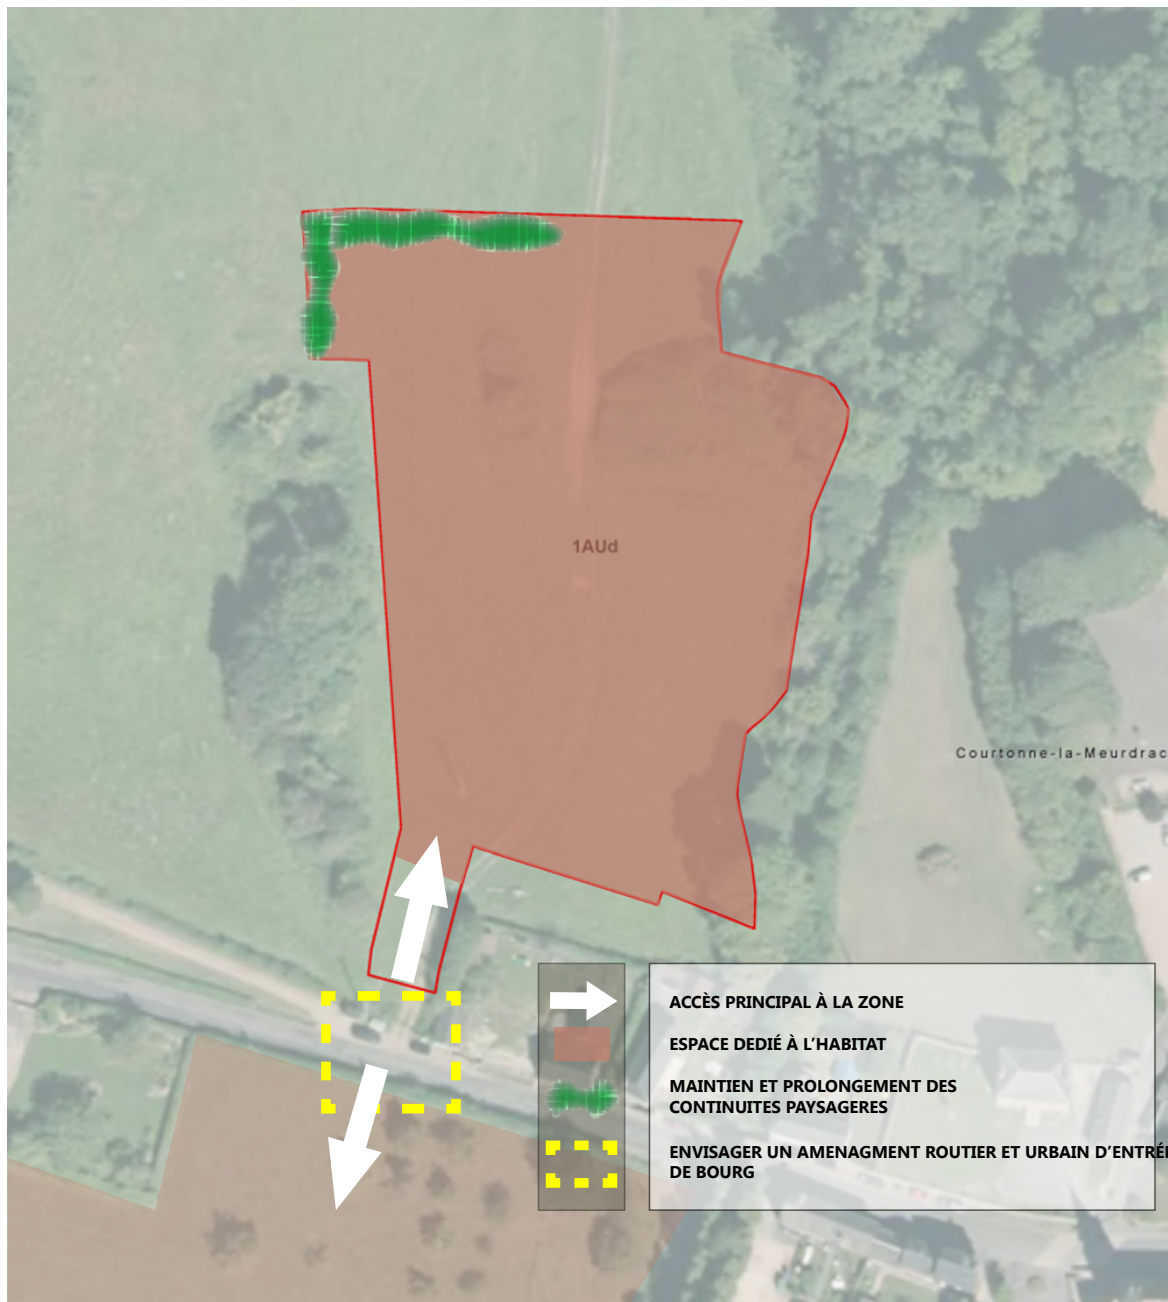 1AUd
Courtonne-la-Meurdrac
ACCÈS PRINCIPAL À LA ZONE
ESPACE DEDIÉ À L’HABITAT
MAINTIEN ET PROLONGEMENT DES
CONTINUITES PAYSAGERES
ENVISAGER UN AMENAGMENT ROUTIER ET URBAIN D’ENTRÉE
DE BOURG